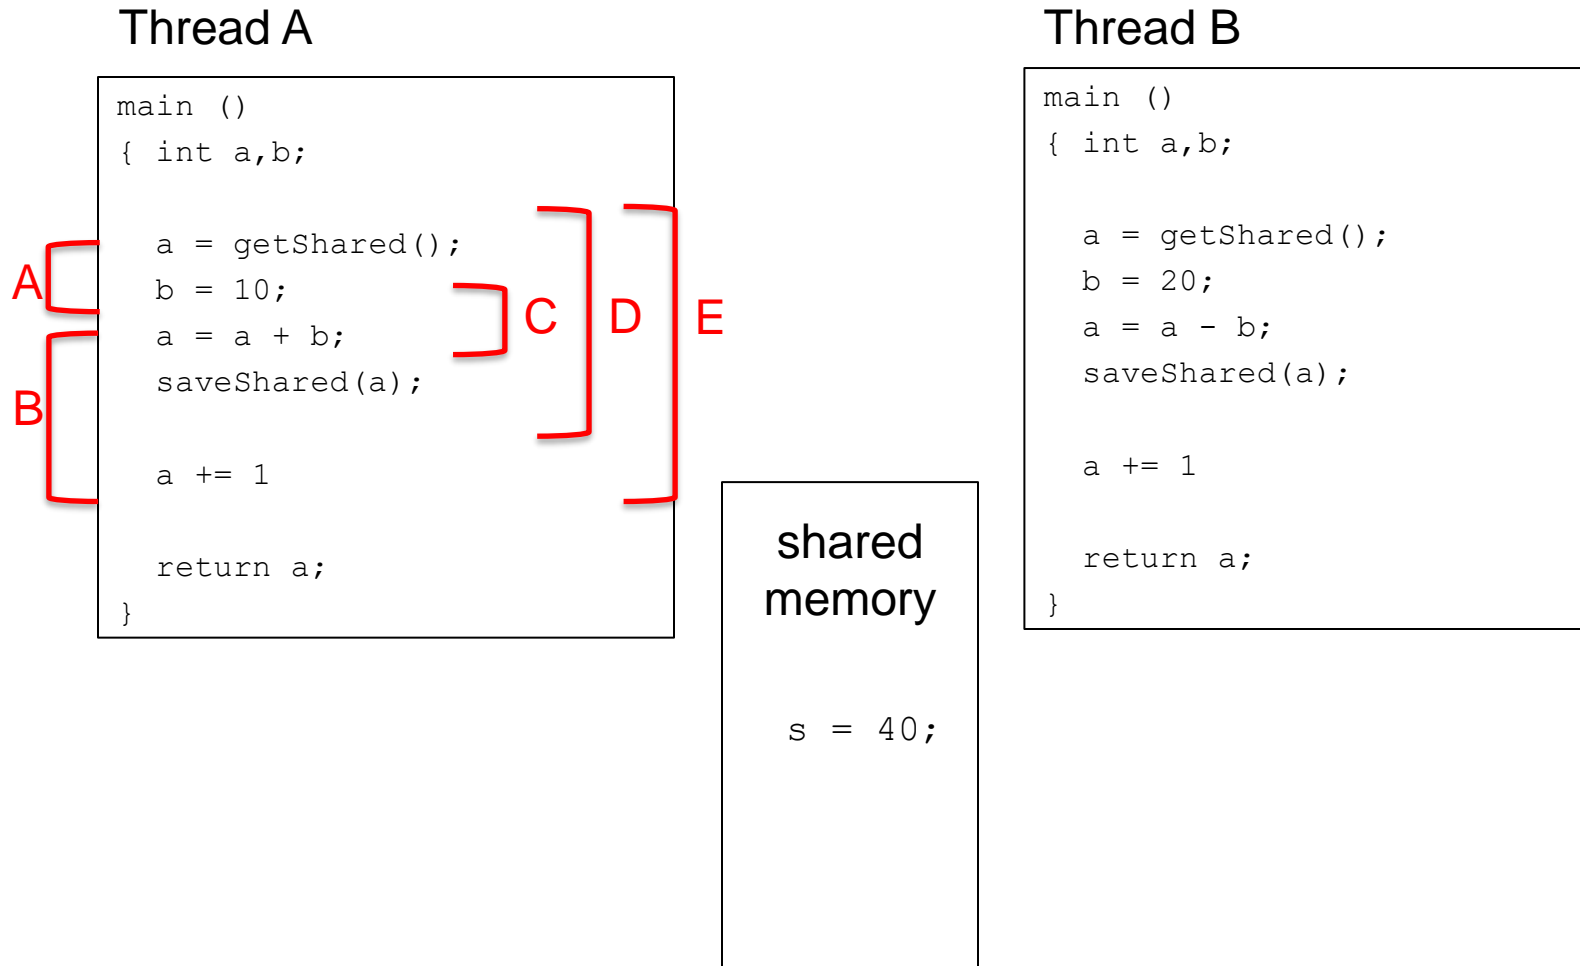 Thread A
main ()
{ int a,b;
a = getShared();
b = 10;
a = a + b;
saveShared(a);
a += 1
return a;
}
A
B
C
D
E
shared
memory
s = 40;
Thread B
main ()
{ int a,b;
a = getShared();
b = 20;
a = a - b;
saveShared(a);
a += 1
return a;
}